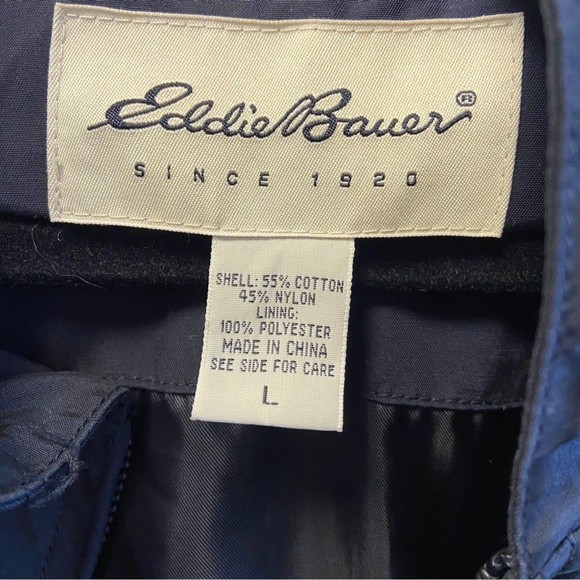 Eddie Bauer®
SINCE 1920
SHELL: 55% COTTON
45% NYLON
LINING:
100% POLYESTER
MADE IN CHINA
SEE SIDE FOR CARE
L